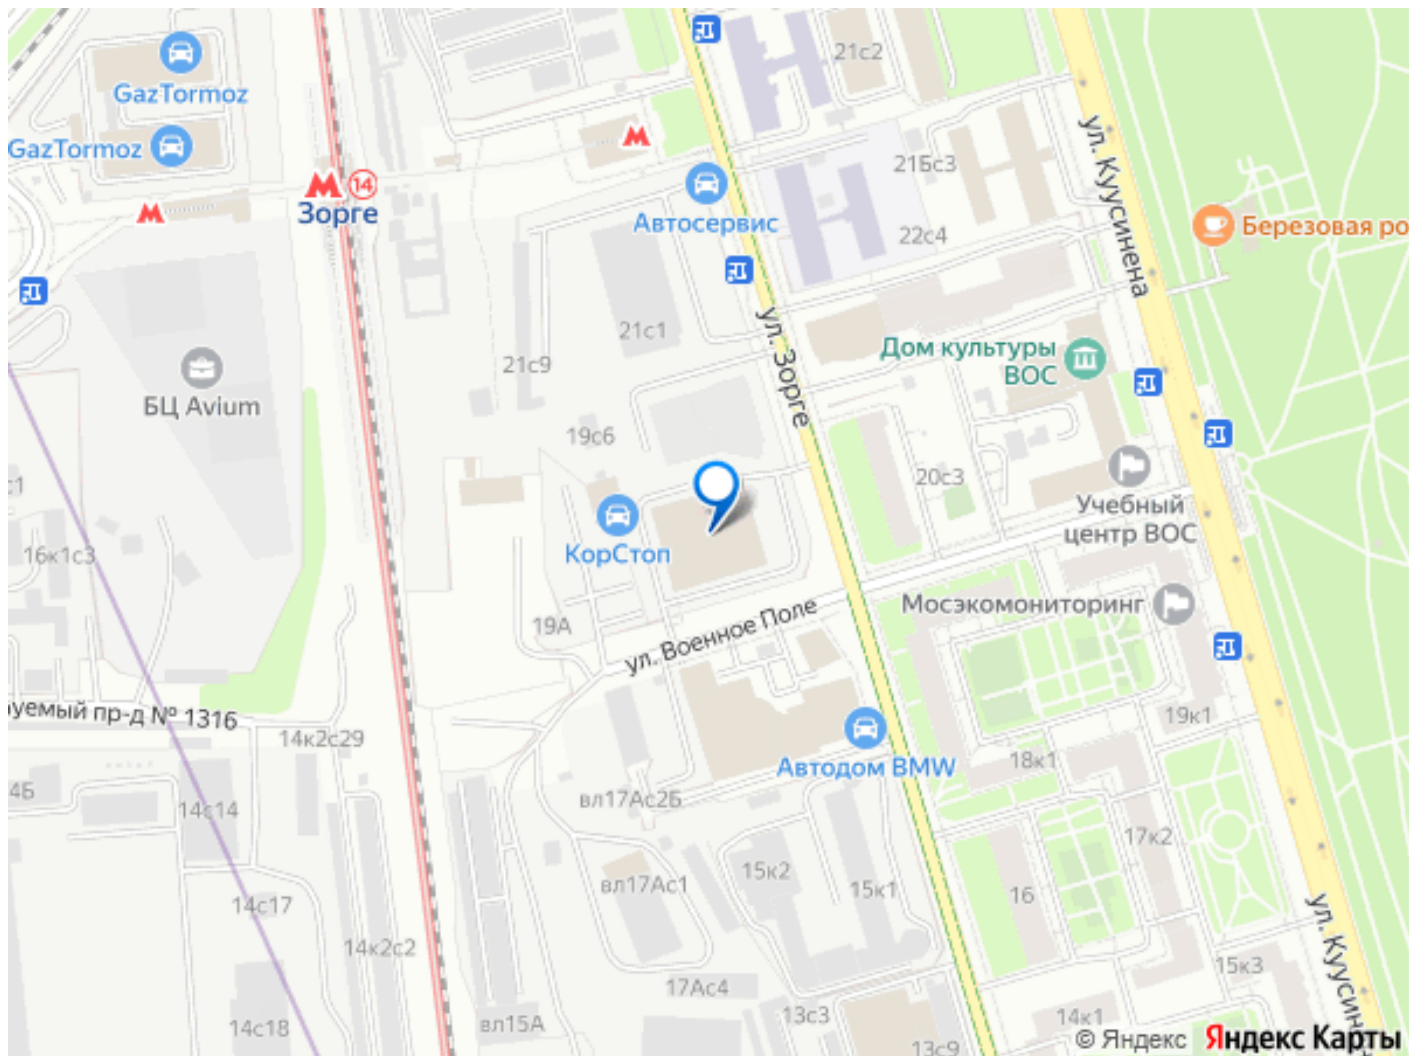 21с2
GazTormoz
ул. Куусинена
GazTormoz
21Бс3
14
Зорге
Автосервис
Березовая ро
22с4
21с1
ул. Зорге
Дом культуры
ВОС
21с9
БЦ Avium
19с6
20с3
с1
Учебный
центр ВОС
16к1с3
КорСтоп
Мосэкомониторинг
19А
ул. Военное Поле
руемый пр-д № 1316
19к1
14к2с29
18к1
Автодом BMW
4Б
14с14
вл17Ас2Б
17к2
15к2
вл17Ас1
15к1
16
14с17
ул. Куусин
14к2с2
15к3
17Ас4
14с18
вл15А
13с3
14к1
13с9
© Яндекс Яндекс Карты